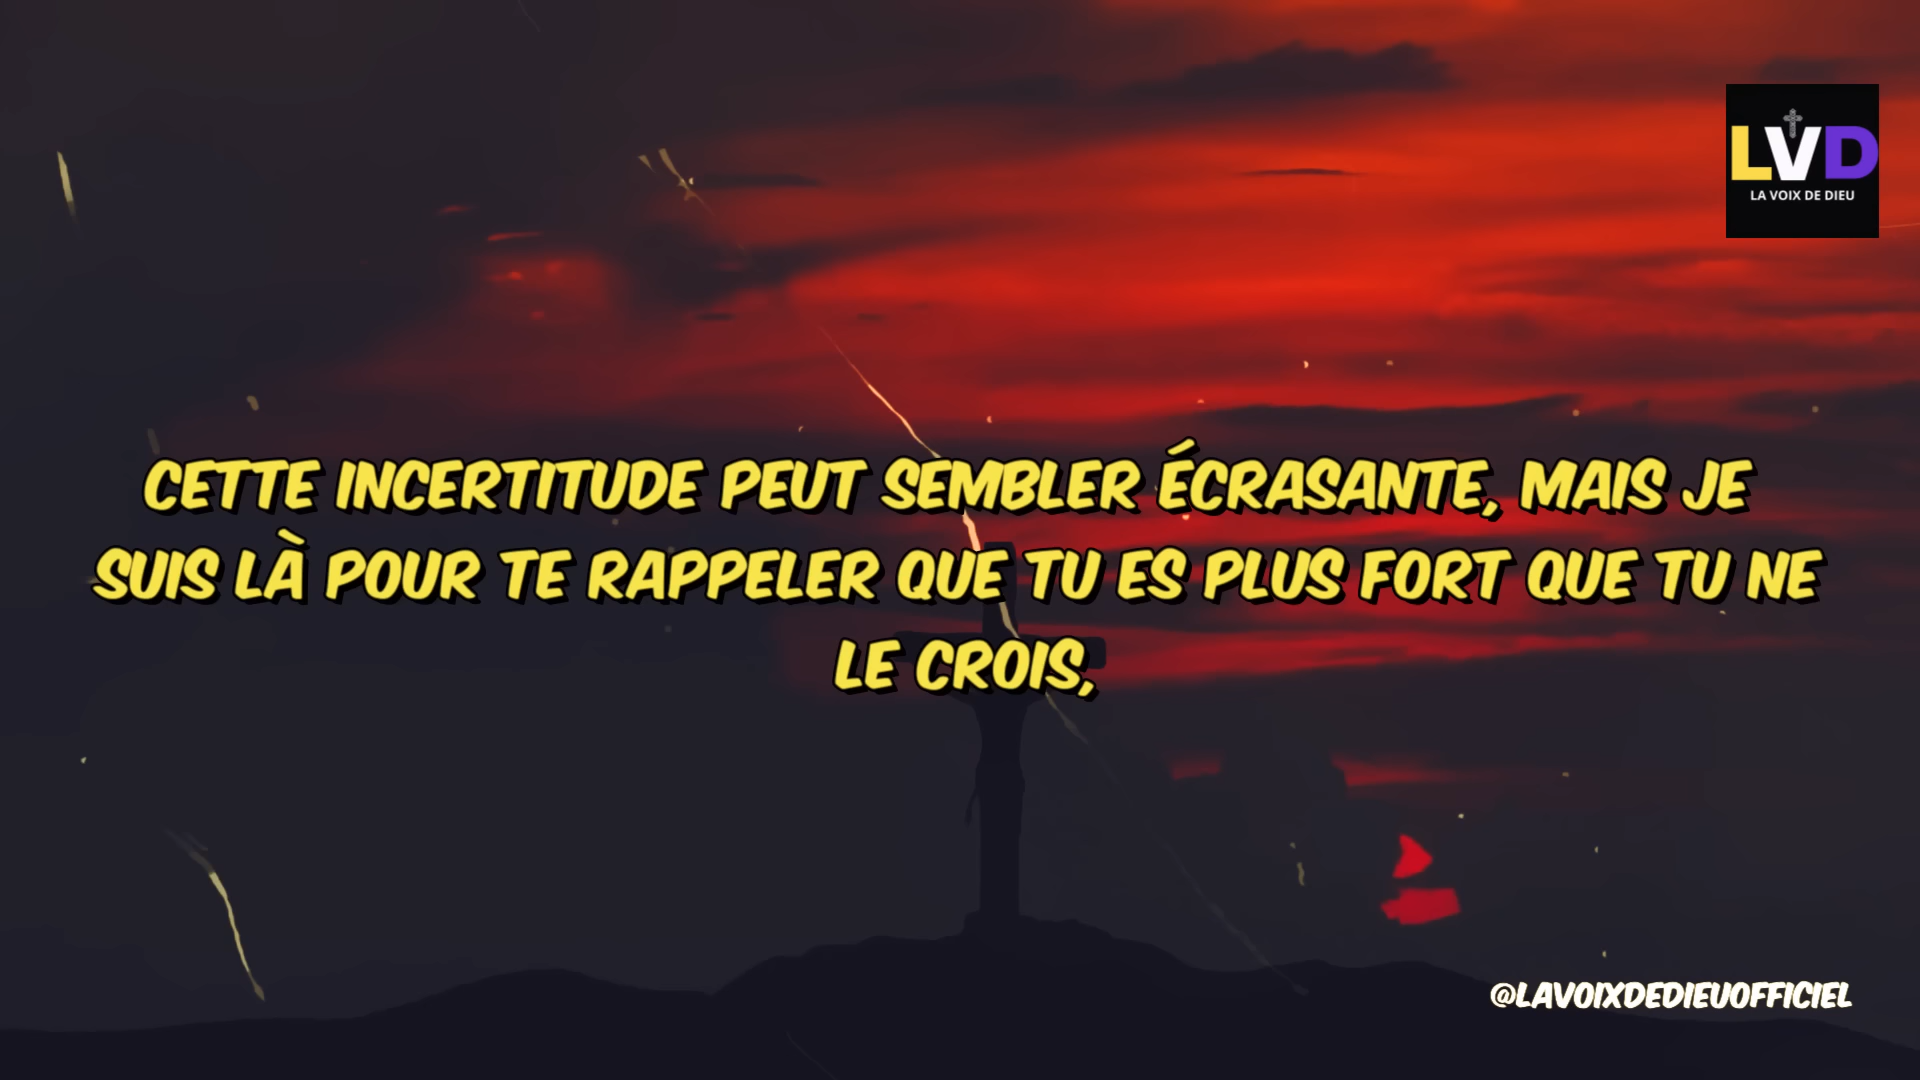 LVD
LA VOIX DE DIEU
CETTE INCERTITUDE PEUT SEMBLER ÉCRASANTE, MAIS JE
SUIS LÀ POUR TE RAPPELER QUE TU ES PLUS FORT QUE TU NE
LE CROIS,
@LAVOIXDEDIEUOFFICIEL